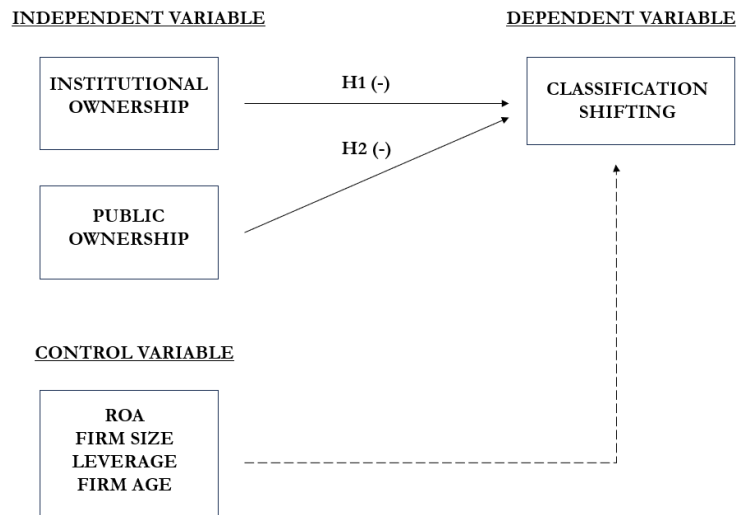 INDEPENDENT VARIABLE
DEPENDENT VARIABLE
INSTITUTIONAL
OWNERSHIP
H1 (-)
CLASSIFICATION
SHIFTING
H2 (-)
PUBLIC
OWNERSHIP
CONTROL VARIABLE
ROA
FIRM SIZE
LEVERAGE
FIRM AGE